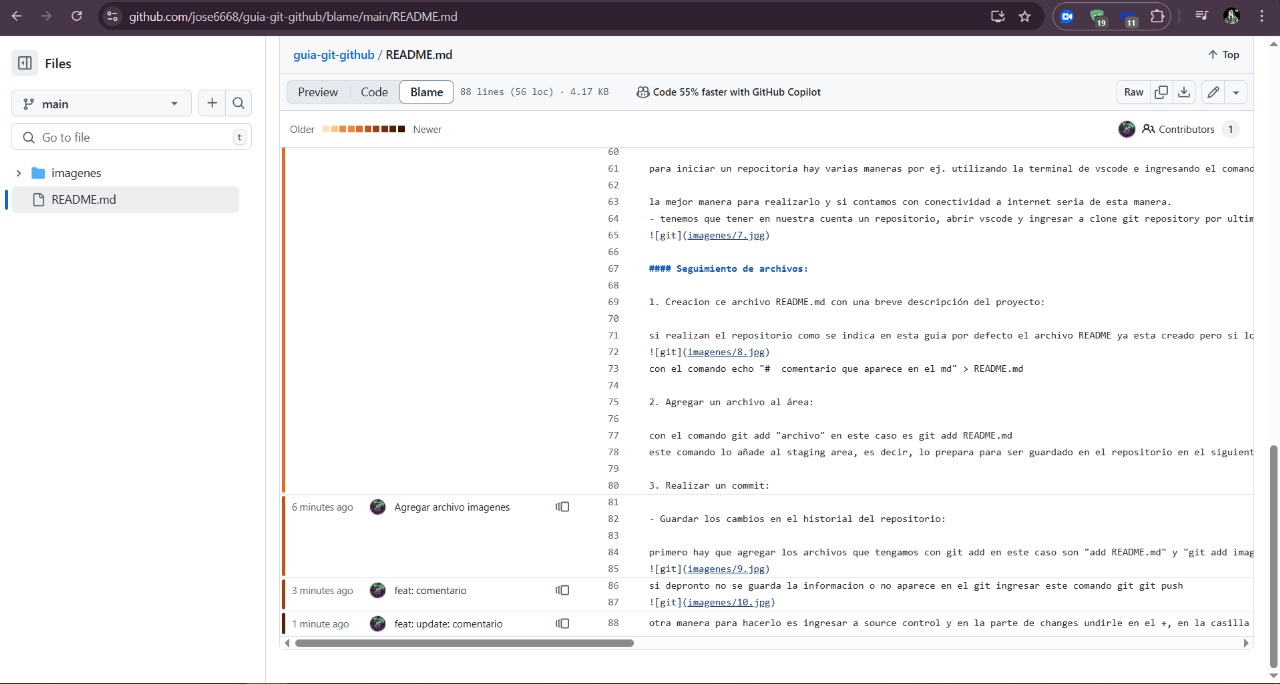 github.com/jose6668/guia-git-github/blame/main/README.md
19
11
Files
main
Go to file
t
imagenes
README.md
guia-git-github / README.md
Top
Preview
Code
Blame
88 lines (56 loc) · 4.17 KB
Code 55% faster with GitHub Copilot
Raw
Older
Newer
Contributors
1
60
61 para iniciar un repocitoria hay varias maneras por ej. utilizando la terminal de vscode e ingresando el comand
62
63 la mejor manera para realizarlo y si contamos con conectividad a internet seria de esta manera.
64 - tenemos que tener en nuestra cuenta un repositorio, abrir vscode y ingresar a clone git repository por ultim
65 ![git](imagenes/7.jpg)
66
67 #### Seguimiento de archivos:
68
69 1. Creacion ce archivo README.md con una breve descripción del proyecto:
70
71 si realizan el repositorio como se indica en esta guia por defecto el archivo README ya esta creado pero si lo
72 ![git](imagenes/8.jpg)
73 con el comando echo "#  comentario que aparece en el md" > README.md
74
75 2. Agregar un archivo al área:
76
77 con el comando git add "archivo" en este caso es git add README.md
78 este comando lo añade al staging area, es decir, lo prepara para ser guardado en el repositorio en el siguient
79
80 3. Realizar un commit:
6 minutes ago Agregar archivo imagenes 81
82 - Guardar los cambios en el historial del repositorio:
83
84 primero hay que agregar los archivos que tengamos con git add en este caso son "add README.md" y "git add imag
85 ![git](imagenes/9.jpg)
3 minutes ago feat: comentario 86 si depronto no se guarda la informacion o no aparece en el git ingresar este comando git git push
87 ![git](imagenes/10.jpg)
1 minute ago feat: update: comentario 88 otra manera para hacerlo es ingresar a source control y en la parte de changes undirle en el +, en la casilla